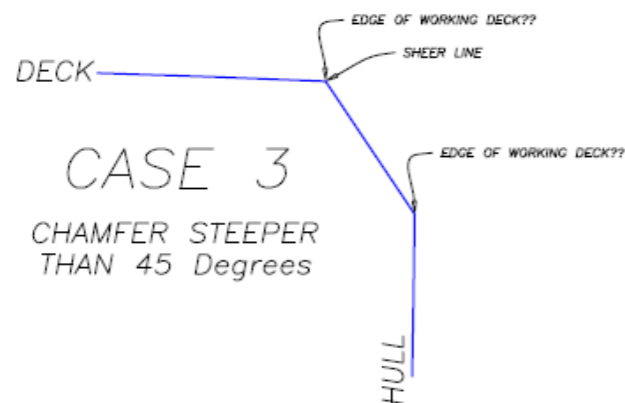 EDGE OF WORKING DECK??
SHEER LINE
DECK
EDGE OF WORKING DECK??
CASE 3
CHAMFER STEEPER
THAN 45 Degrees
HULL